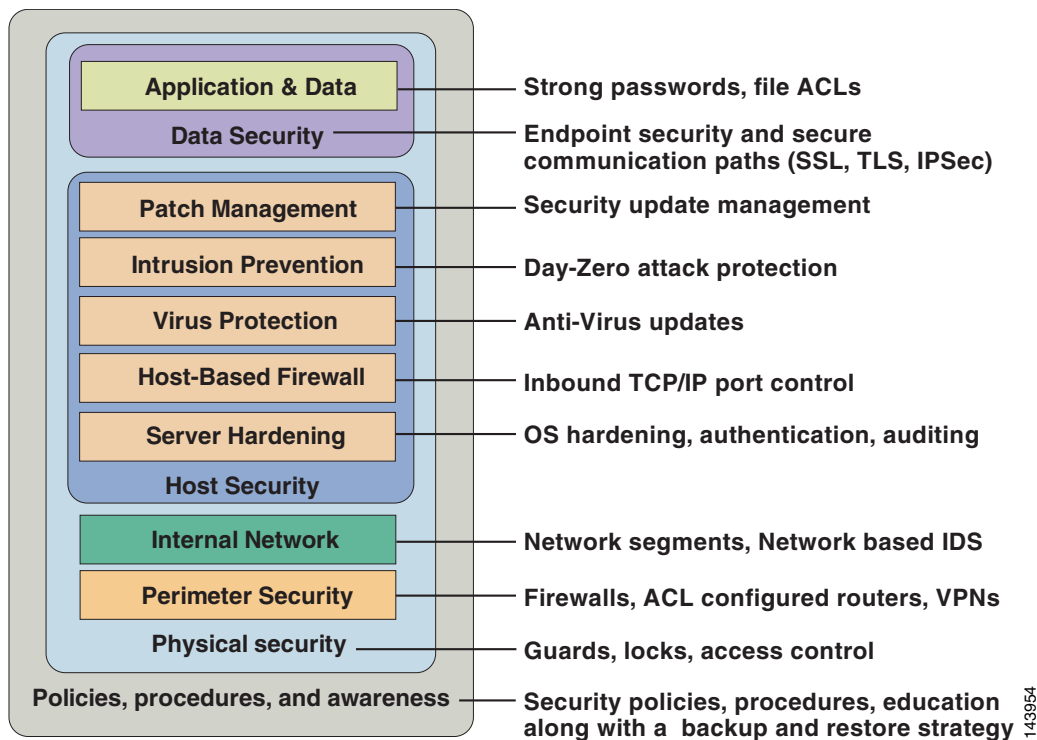 Application & Data
Strong passwords, file ACLs
Data Security
Endpoint security and secure
communication paths (SSL, TLS, IPSec)
Patch Management
Security update management
Intrusion Prevention
Day-Zero attack protection
Virus Protection
Anti-Virus updates
Host-Based Firewall
Inbound TCP/IP port control
Server Hardening
OS hardening, authentication, auditing
Host Security
Internal Network
Network segments, Network based IDS
Perimeter Security
Firewalls, ACL configured routers, VPNs
Physical security
Guards, locks, access control
Policies, procedures, and awareness
Security policies, procedures, education
along with a backup and restore strategy
143954